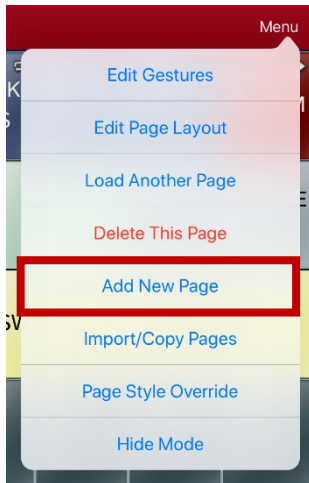 Menu
Edit Gestures
Edit Page Layout
Load Another Page
Delete This Page
Add New Page
Import/Copy Pages
Page Style Override
Hide Mode